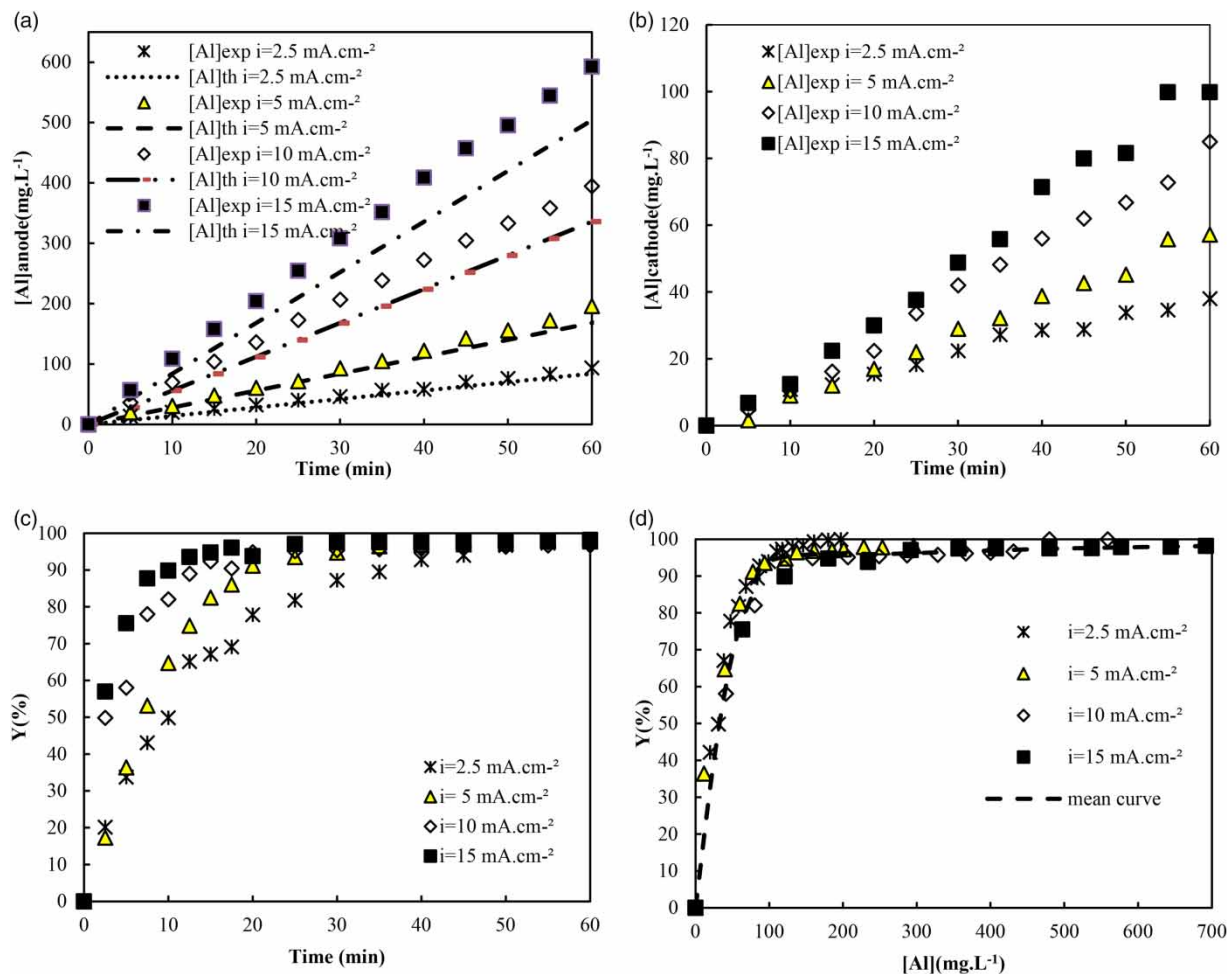 (a)
600
500
400
300
200
100
0
[Al]anode(mg.L⁻¹)
[Al]exp i=2.5 mA.cm-²
[Al]th i=2.5 mA.cm-²
[Al]exp i=5 mA.cm-²
[Al]th i=5 mA.cm-²
[Al]exp i=10 mA.cm-²
[Al]th i=10 mA.cm-²
[Al]exp i=15 mA.cm-²
[Al]th i=15 mA.cm-²
0 10 20 30 40 50 60
Time (min)
(b)
120
100
80
60
40
20
0
[Al]cathode(mg.L⁻¹)
[Al]exp i=2.5 mA.cm-²
[Al]exp i= 5 mA.cm-²
[Al]exp i=10 mA.cm-²
[Al]exp i=15 mA.cm-²
0 10 20 30 40 50 60
Time (min)
(c)
100
90
80
70
60
50
40
30
20
10
0
Y(%)
i=2.5 mA.cm-²
i= 5 mA.cm-²
i=10 mA.cm-²
i=15 mA.cm-²
0 10 20 30 40 50 60
Time (min)
(d)
100
90
80
70
60
50
40
30
20
10
0
Y(%)
i=2.5 mA.cm-²
i= 5 mA.cm-²
i=10 mA.cm-²
i=15 mA.cm-²
mean curve
0 100 200 300 400 500 600 700
[Al](mg.L⁻¹)